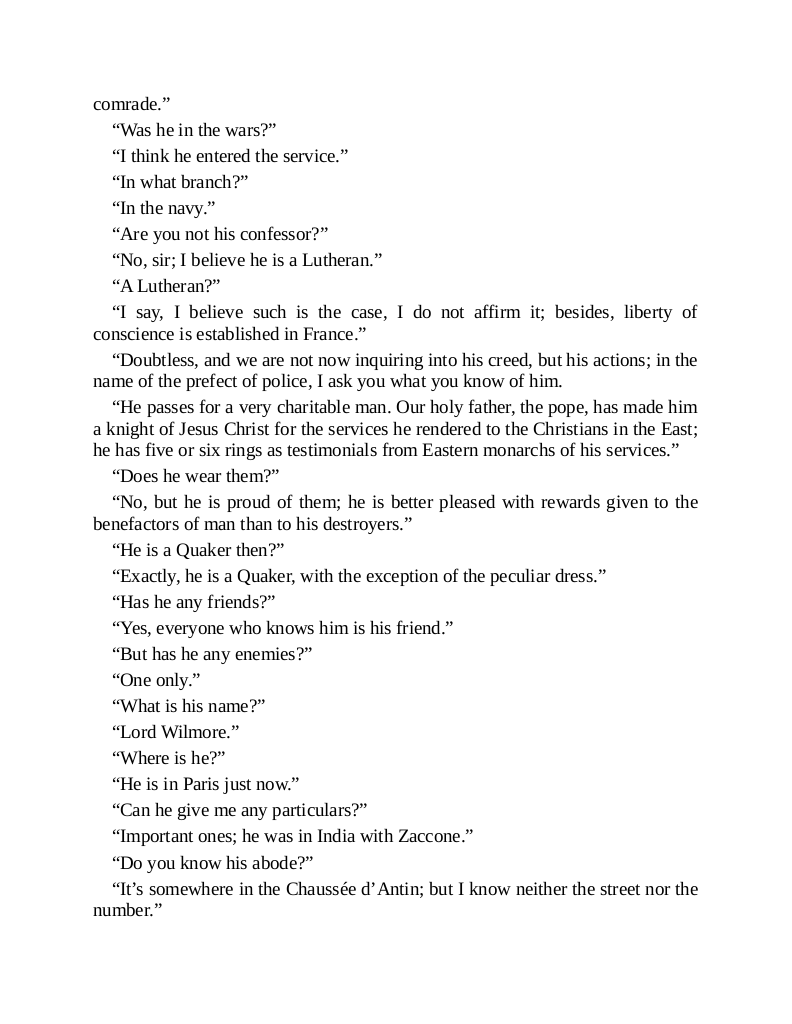 comrade.”
“Was he in the wars?”
“I think he entered the service.”
“In what branch?”
“In the navy.”
“Are you not his confessor?”
“No, sir; I believe he is a Lutheran.”
“A Lutheran?”
“I say, I believe such is the case, I do not affirm it; besides, liberty of
conscience is established in France.”
“Doubtless, and we are not now inquiring into his creed, but his actions; in the
name of the prefect of police, I ask you what you know of him.
“He passes for a very charitable man. Our holy father, the pope, has made him
a knight of Jesus Christ for the services he rendered to the Christians in the East;
he has five or six rings as testimonials from Eastern monarchs of his services.”
“Does he wear them?”
“No, but he is proud of them; he is better pleased with rewards given to the
benefactors of man than to his destroyers.”
“He is a Quaker then?”
“Exactly, he is a Quaker, with the exception of the peculiar dress.”
“Has he any friends?”
“Yes, everyone who knows him is his friend.”
“But has he any enemies?”
“One only.”
“What is his name?”
“Lord Wilmore.”
“Where is he?”
“He is in Paris just now.”
“Can he give me any particulars?”
“Important ones; he was in India with Zaccone.”
“Do you know his abode?”
“It’s somewhere in the Chaussée d’Antin; but I know neither the street nor the
number.”